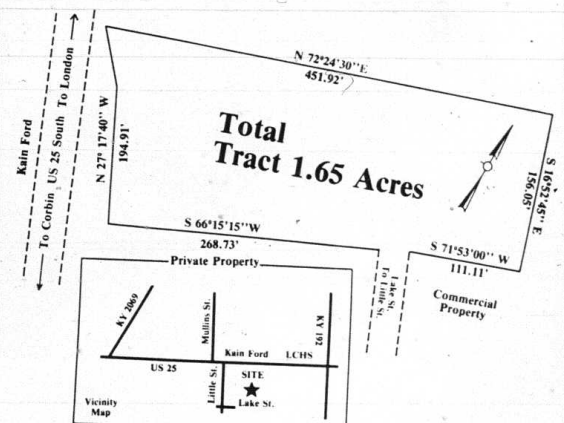 N 72°24'30"E
451.92'
To London
US 25 South
To Corbin
Kain Ford
N 27° 17'40" W
194.91'
Total
Tract 1.65 Acres
S 16°52'45" E
156.05'
S 66°15'15"W
268.73'
S 71°53'00" W
111.11'
Private Property
Lake St.
To Little St.
Commercial
Property
KY 2069
Mullins St.
KY 192
Kain Ford
LCHS
US 25
Little St.
SITE
Lake St.
Vicinity
Map